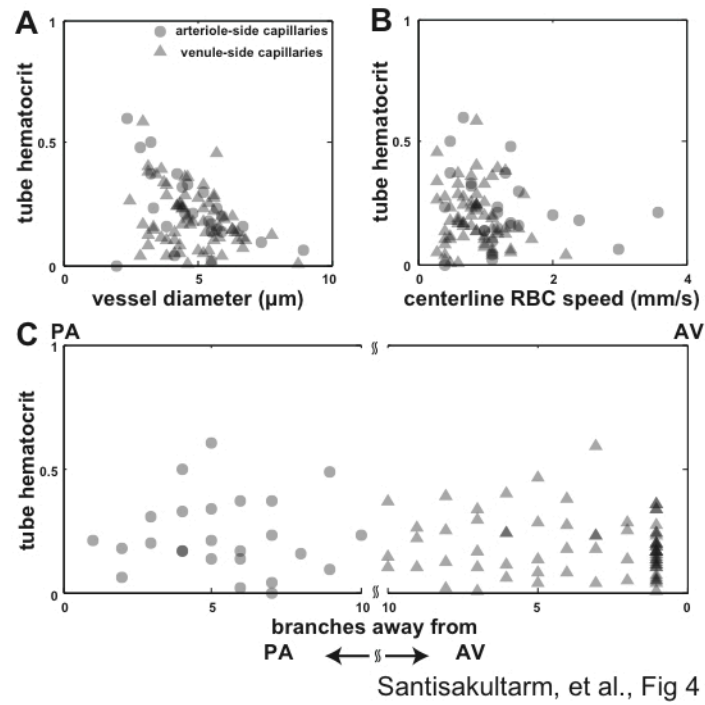 A
B
1
arteriole-side capillaries
venule-side capillaries
tube hematocrit
0.5
0
0
5
10
vessel diameter (μm)
1
tube hematocrit
0.5
0
0
2
4
centerline RBC speed (mm/s)
C
PA
AV
1
tube hematocrit
0.5
0
0
5
10
10
5
0
branches away from
PA
AV
Santisakultarm, et al., Fig 4